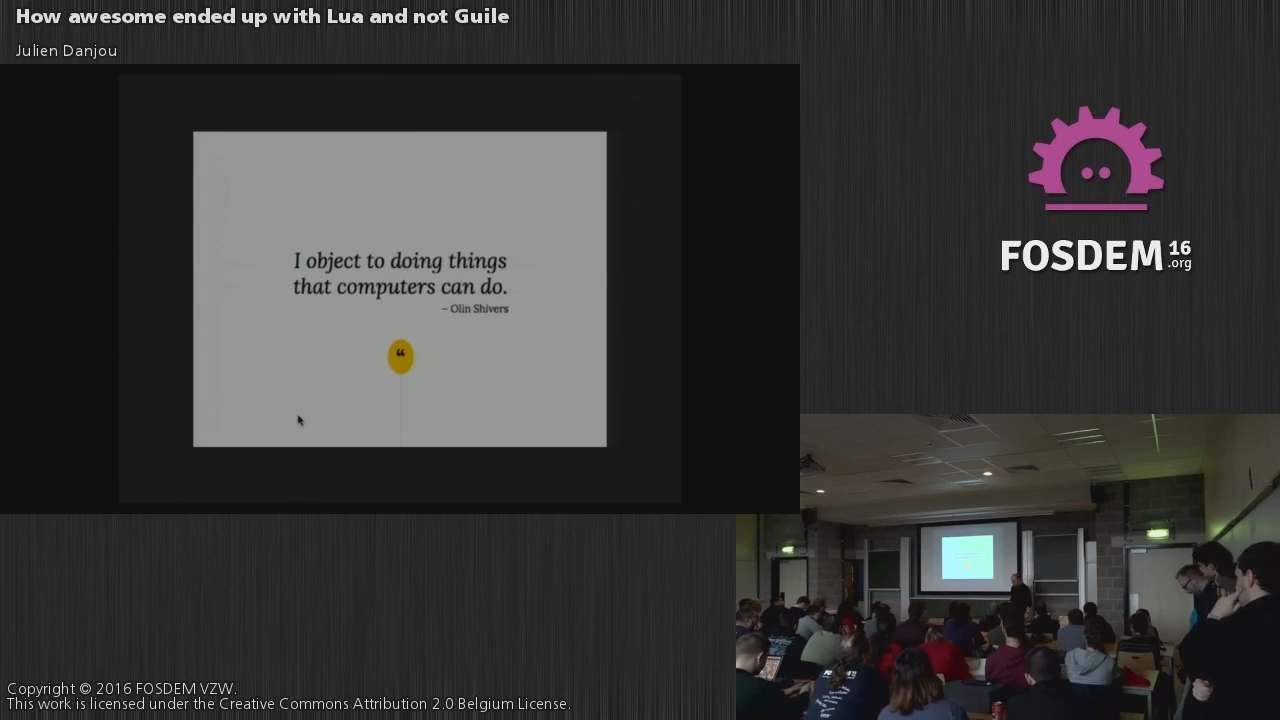 How awesome ended up with Lua and not Guile
Julien Danjou
I object to doing things
that computers can do.
– Olin Shivers
“
FOSDEM 16
.org
Copyright © 2016 FOSDEM VZW.
This work is licensed under the Creative Commons Attribution 2.0 Belgium License.